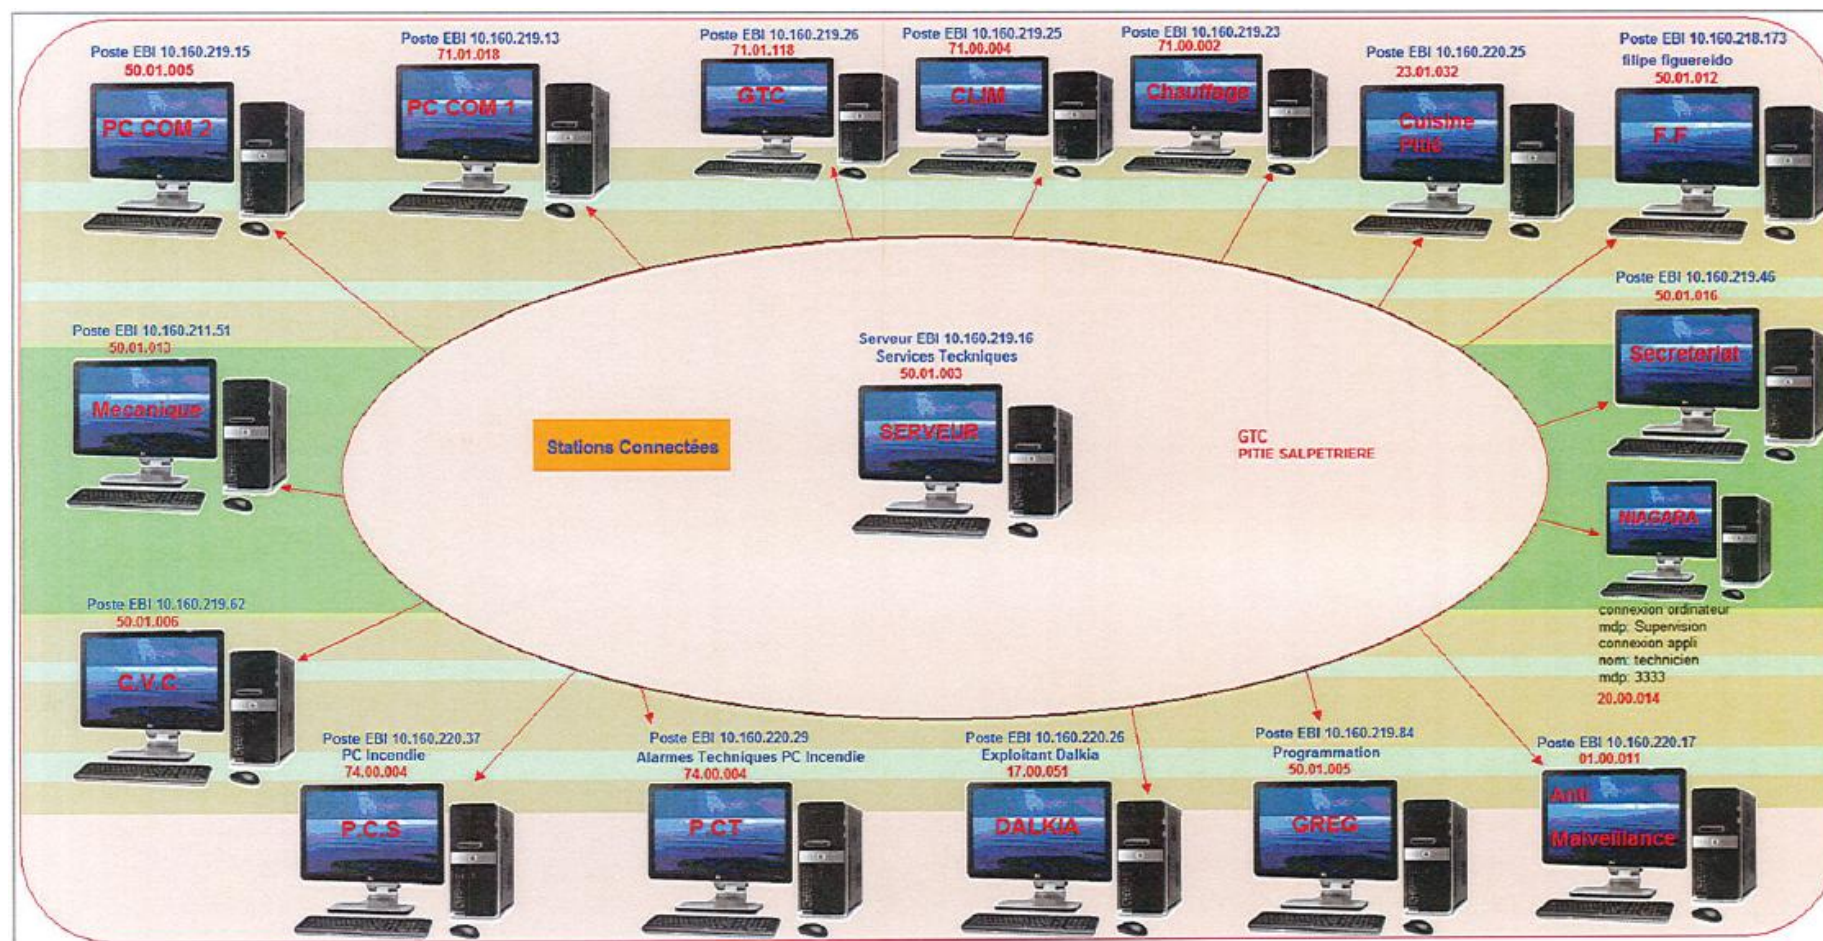 Poste EBI 10.160.219.15
50.01.005
PC COM 2
Poste EBI 10.160.219.13
71.01.018
PC COM 1
Poste EBI 10.160.219.26
71.01.118
GTC
Poste EBI 10.160.219.25
71.00.004
CLIM
Poste EBI 10.160.219.23
71.00.002
Chauffage
Poste EBI 10.160.220.25
23.01.032
Cuisine
Pitié
Poste EBI 10.160.218.173
filipe figuereido
50.01.012
F.F
Poste EBI 10.160.211.51
50.01.013
Mecanique
Serveur EBI 10.160.219.16
Services Teckniques
50.01.003
SERVEUR
Stations Connectées
GTC
PITIE SALPETRIERE
Poste EBI 10.160.219.46
50.01.016
Secreteriat
NIAGARA
connexion ordinateur
mdp: Supervision
connexion appli
nom: technicien
mdp: 3333
20.00.014
Poste EBI 10.160.219.62
50.01.006
C.V.C
Poste EBI 10.160.220.37
PC Incendie
74.00.004
P.C.S
Poste EBI 10.160.220.29
Alarmes Techniques PC Incendie
74.00.004
P.CT
Poste EBI 10.160.220.26
Exploitant Dalkia
17.00.051
DALKIA
Poste EBI 10.160.219.84
Programmation
50.01.005
GREG
Poste EBI 10.160.220.17
01.00.011
Anti
Malveillance